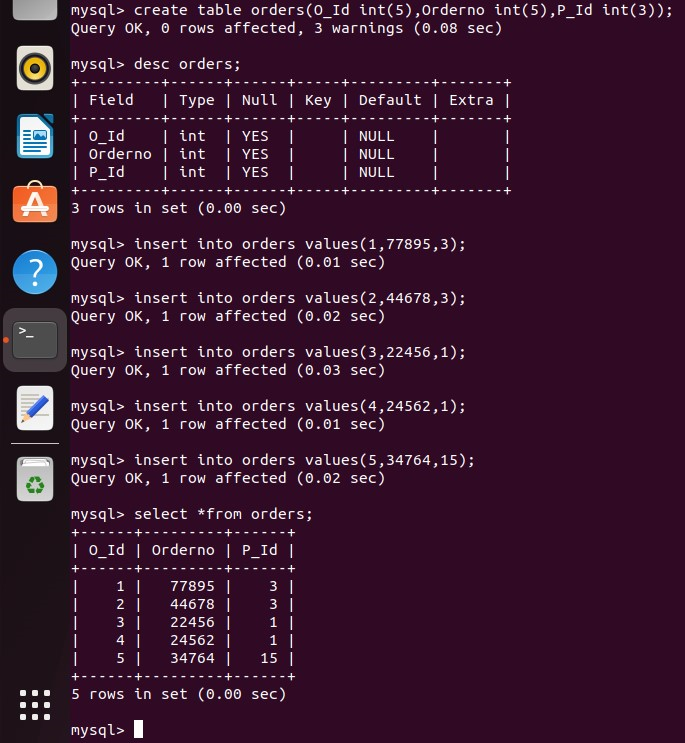 mysql> create table orders(O_Id int(5),Orderno int(5),P_Id int(3));
Query OK, 0 rows affected, 3 warnings (0.08 sec)
mysql> desc orders;
+---------+------+------+-----+---------+-------+
| Field   | Type | Null | Key | Default | Extra |
+---------+------+------+-----+---------+-------+
| O_Id    | int  | YES  |     | NULL    |       |
| Orderno | int  | YES  |     | NULL    |       |
| P_Id    | int  | YES  |     | NULL    |       |
+---------+------+------+-----+---------+-------+
3 rows in set (0.00 sec)
mysql> insert into orders values(1,77895,3);
Query OK, 1 row affected (0.01 sec)
mysql> insert into orders values(2,44678,3);
Query OK, 1 row affected (0.02 sec)
mysql> insert into orders values(3,22456,1);
Query OK, 1 row affected (0.03 sec)
mysql> insert into orders values(4,24562,1);
Query OK, 1 row affected (0.01 sec)
mysql> insert into orders values(5,34764,15);
Query OK, 1 row affected (0.02 sec)
mysql> select *from orders;
+------+---------+------+
| O_Id | Orderno | P_Id |
+------+---------+------+
|    1 |   77895 |    3 |
|    2 |   44678 |    3 |
|    3 |   22456 |    1 |
|    4 |   24562 |    1 |
|    5 |   34764 |   15 |
+------+---------+------+
5 rows in set (0.00 sec)
mysql>